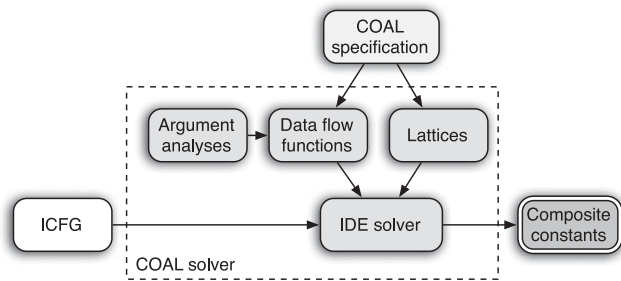 COAL
specification
Argument
analyses
Data flow
functions
Lattices
ICFG
IDE solver
Composite
constants
COAL solver